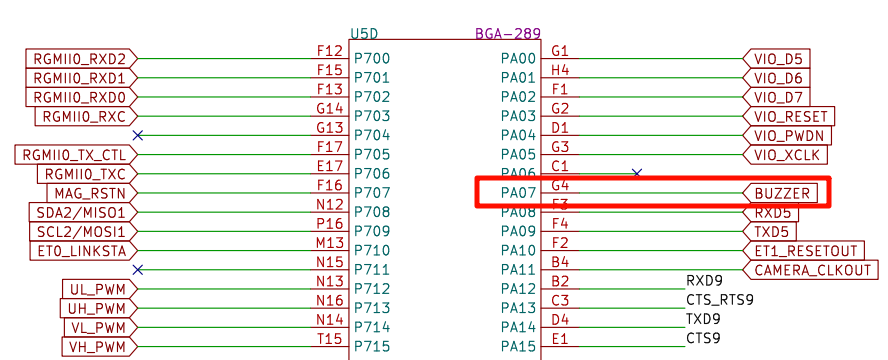 U5D BGA-289
RGMII0_RXD2 F12 P700 PA00 G1 VIO_D5
RGMII0_RXD1 F15 P701 PA01 H4 VIO_D6
RGMII0_RXD0 F13 P702 PA02 F1 VIO_D7
RGMII0_RXC G14 P703 PA03 G2 VIO_RESET
G13 P704 PA04 D1 VIO_PWDN
RGMII0_TX_CTL F17 P705 PA05 G3 VIO_XCLK
RGMII0_TXC E17 P706 PA06 C1
MAG_RSTN F16 P707 PA07 G4 BUZZER
SDA2/MISO1 N12 P708 PA08 F3 RXD5
SCL2/MOSI1 P16 P709 PA09 F4 TXD5
ET0_LINKSTA M13 P710 PA10 F2 ET1_RESETOUT
N15 P711 PA11 B4 CAMERA_CLKOUT
UL_PWM N13 P712 PA12 B2 RXD9
UH_PWM N16 P713 PA13 C3 CTS_RTS9
VL_PWM N14 P714 PA14 D4 TXD9
VH_PWM T15 P715 PA15 E1 CTS9